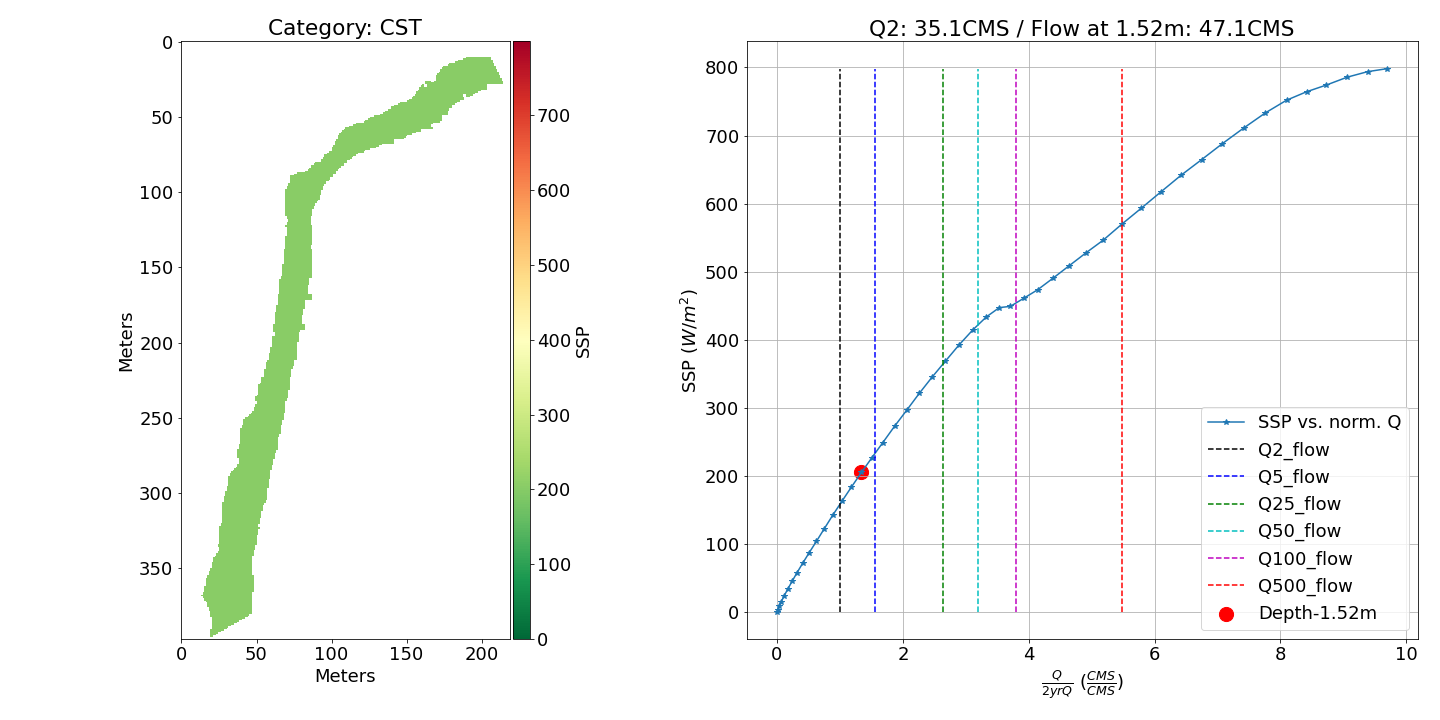 Category: CST
0
50
100
150
200
250
300
350
Meters
0 50 100 150 200
Meters
700
600
500
400
300
200
100
0
SSP
Q2: 35.1CMS / Flow at 1.52m: 47.1CMS
800
700
600
500
400
300
200
100
0
SSP (W/m²)
0 2 4 6 8 10
Q/2yrQ (CMS/CMS)
SSP vs. norm. Q
Q2_flow
Q5_flow
Q25_flow
Q50_flow
Q100_flow
Q500_flow
Depth-1.52m